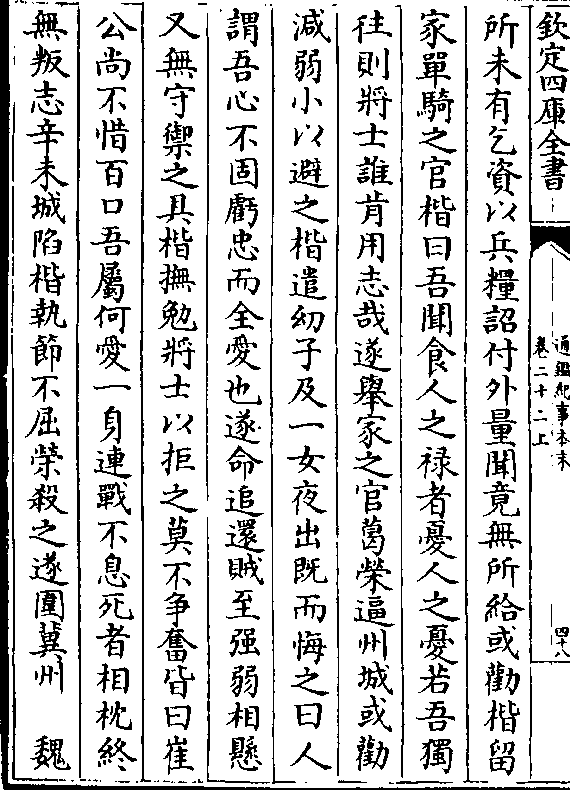 欽定四庫全書
通鑑紀事本末
卷二十二上
四十八
所未有乞資以兵糧詔付外量聞竟無所給或勸楷留
家單騎之官楷曰吾聞食人之祿者憂人之憂若吾獨
往則將士誰肯用志哉遂舉家之官葛榮逼州城或勸
減弱小以避之楷遣幼子及一女夜出既而悔之曰人
謂吾心不固虧忠而全愛也遂命追還賊至强弱相懸
又無守禦之具楷撫勉將士以拒之莫不争奮皆曰崔
公尚不惜百口吾屬何愛一身連戰不息死者相枕終
無叛志辛未城陷楷執節不屈榮殺之遂圍冀州 魏